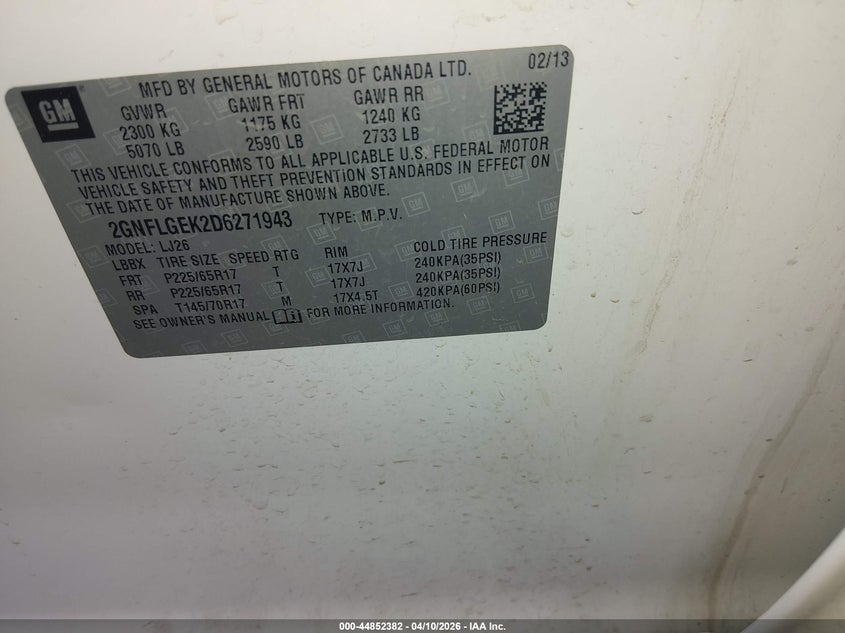 GM
MFD BY GENERAL MOTORS OF CANADA LTD. 02/13
GVWR GAWR FRT GAWR RR
2300 KG 1175 KG 1240 KG
5070 LB 2590 LB 2733 LB
THIS VEHICLE CONFORMS TO ALL APPLICABLE U.S. FEDERAL MOTOR
VEHICLE SAFETY AND THEFT PREVENTION STANDARDS IN EFFECT ON
THE DATE OF MANUFACTURE SHOWN ABOVE.
2GNFLGEK2D6271943 TYPE: M.P.V.
MODEL: LJ26
LBBX TIRE SIZE SPEED RTG RIM COLD TIRE PRESSURE
FRT P225/65R17 T 17X7J 240KPA(35PSI)
RR P225/65R17 T 17X7J 240KPA(35PSI)
SPA T145/70R17 M 17X4.5T 420KPA(60PSI)
SEE OWNER'S MANUAL FOR MORE INFORMATION.
000-44852382 - 04/10/2026 - IAA Inc.